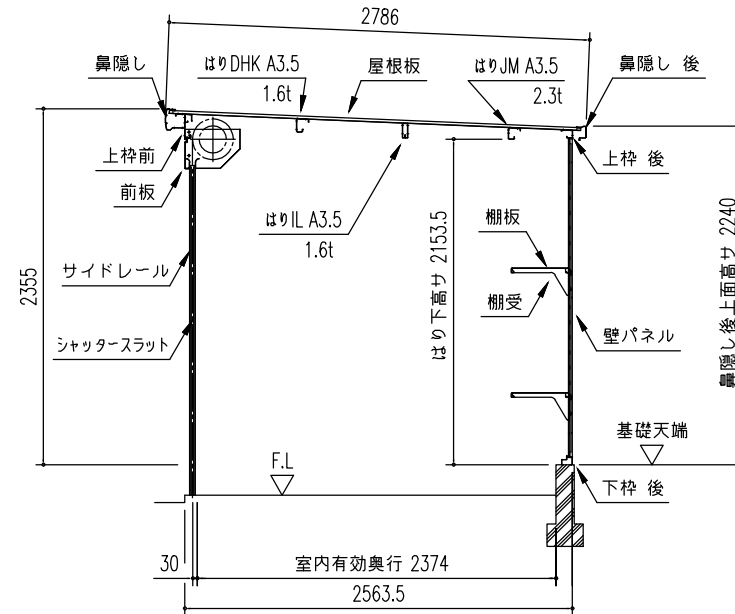 2786
鼻隠し
はりDHK A3.5
1.6t
屋根板
はりJM A3.5
2.3t
鼻隠し 後
上枠前
前板
はりIL A3.5
1.6t
上枠 後
サイドレール
シャッタースラット
2355
はり下高サ 2153.5
棚板
棚受
壁パネル
鼻隠し後上面高サ 2240
基礎天端
F.L
下枠 後
30
室内有効奥行 2374
2563.5